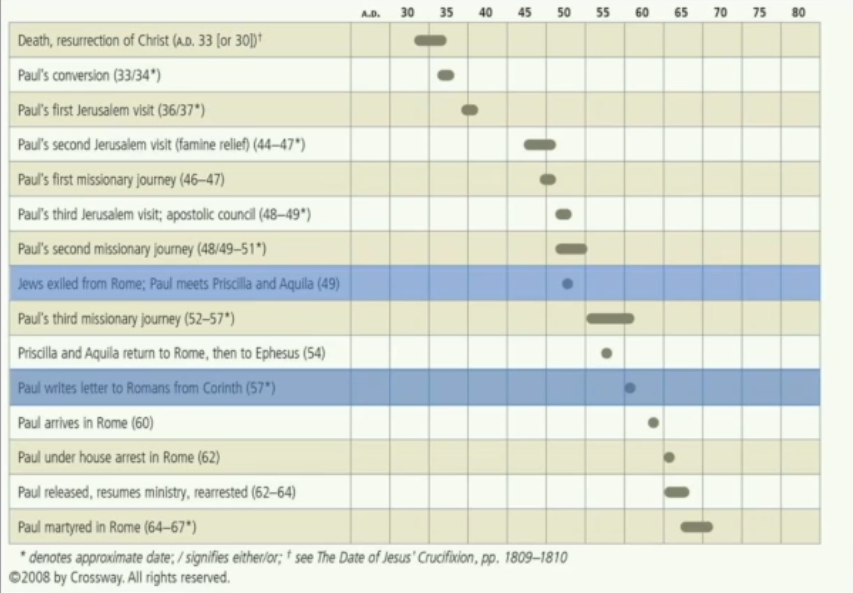 A.D. 30 35 40 45 50 55 60 65 70 75 80
Death, resurrection of Christ (A.D. 33 [or 30])†
Paul's conversion (33/34*)
Paul's first Jerusalem visit (36/37*)
Paul's second Jerusalem visit (famine relief) (44–47*)
Paul's first missionary journey (46–47)
Paul's third Jerusalem visit; apostolic council (48–49*)
Paul's second missionary journey (48/49–51*)
Jews exiled from Rome; Paul meets Priscilla and Aquila (49)
Paul's third missionary journey (52–57*)
Priscilla and Aquila return to Rome, then to Ephesus (54)
Paul writes letter to Romans from Corinth (57*)
Paul arrives in Rome (60)
Paul under house arrest in Rome (62)
Paul released, resumes ministry, rearrested (62–64)
Paul martyred in Rome (64–67*)
* denotes approximate date; / signifies either/or; † see The Date of Jesus' Crucifixion, pp. 1809–1810
©2008 by Crossway. All rights reserved.